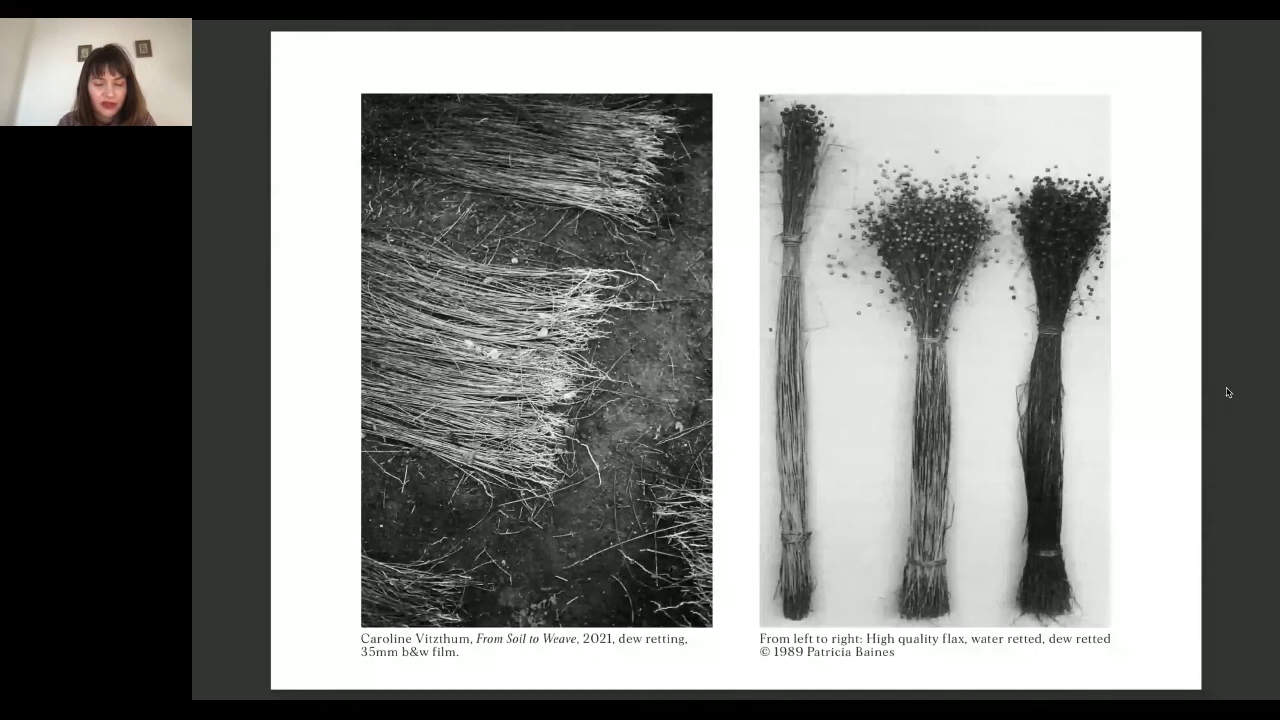 Caroline Vitzthum, From Soil to Weave, 2021, dew retting,
35mm b&w film.
From left to right: High quality flax, water retted, dew retted
© 1989 Patricia Baines